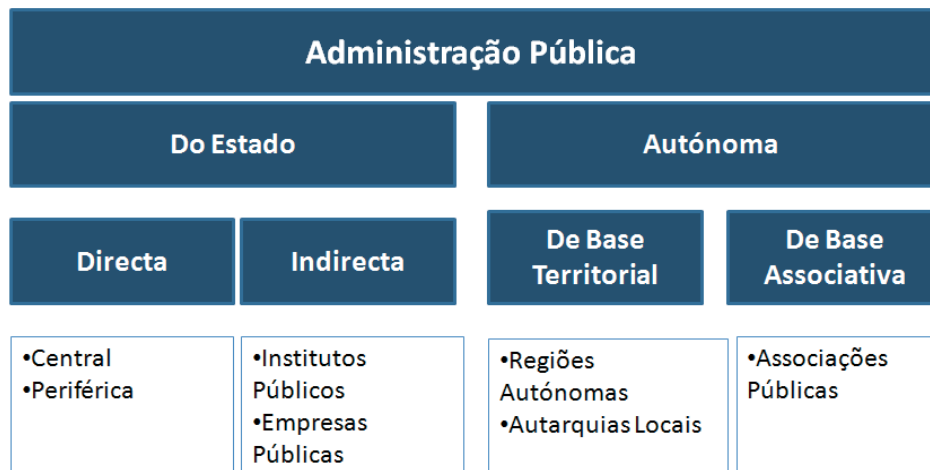 Administração Pública
Do Estado
Autónoma
Directa
Indirecta
De Base
Territorial
De Base
Associativa
•Central
•Periférica
•Institutos
Públicos
•Empresas
Públicas
•Regiões
Autónomas
•Autarquias Locais
•Associações
Públicas